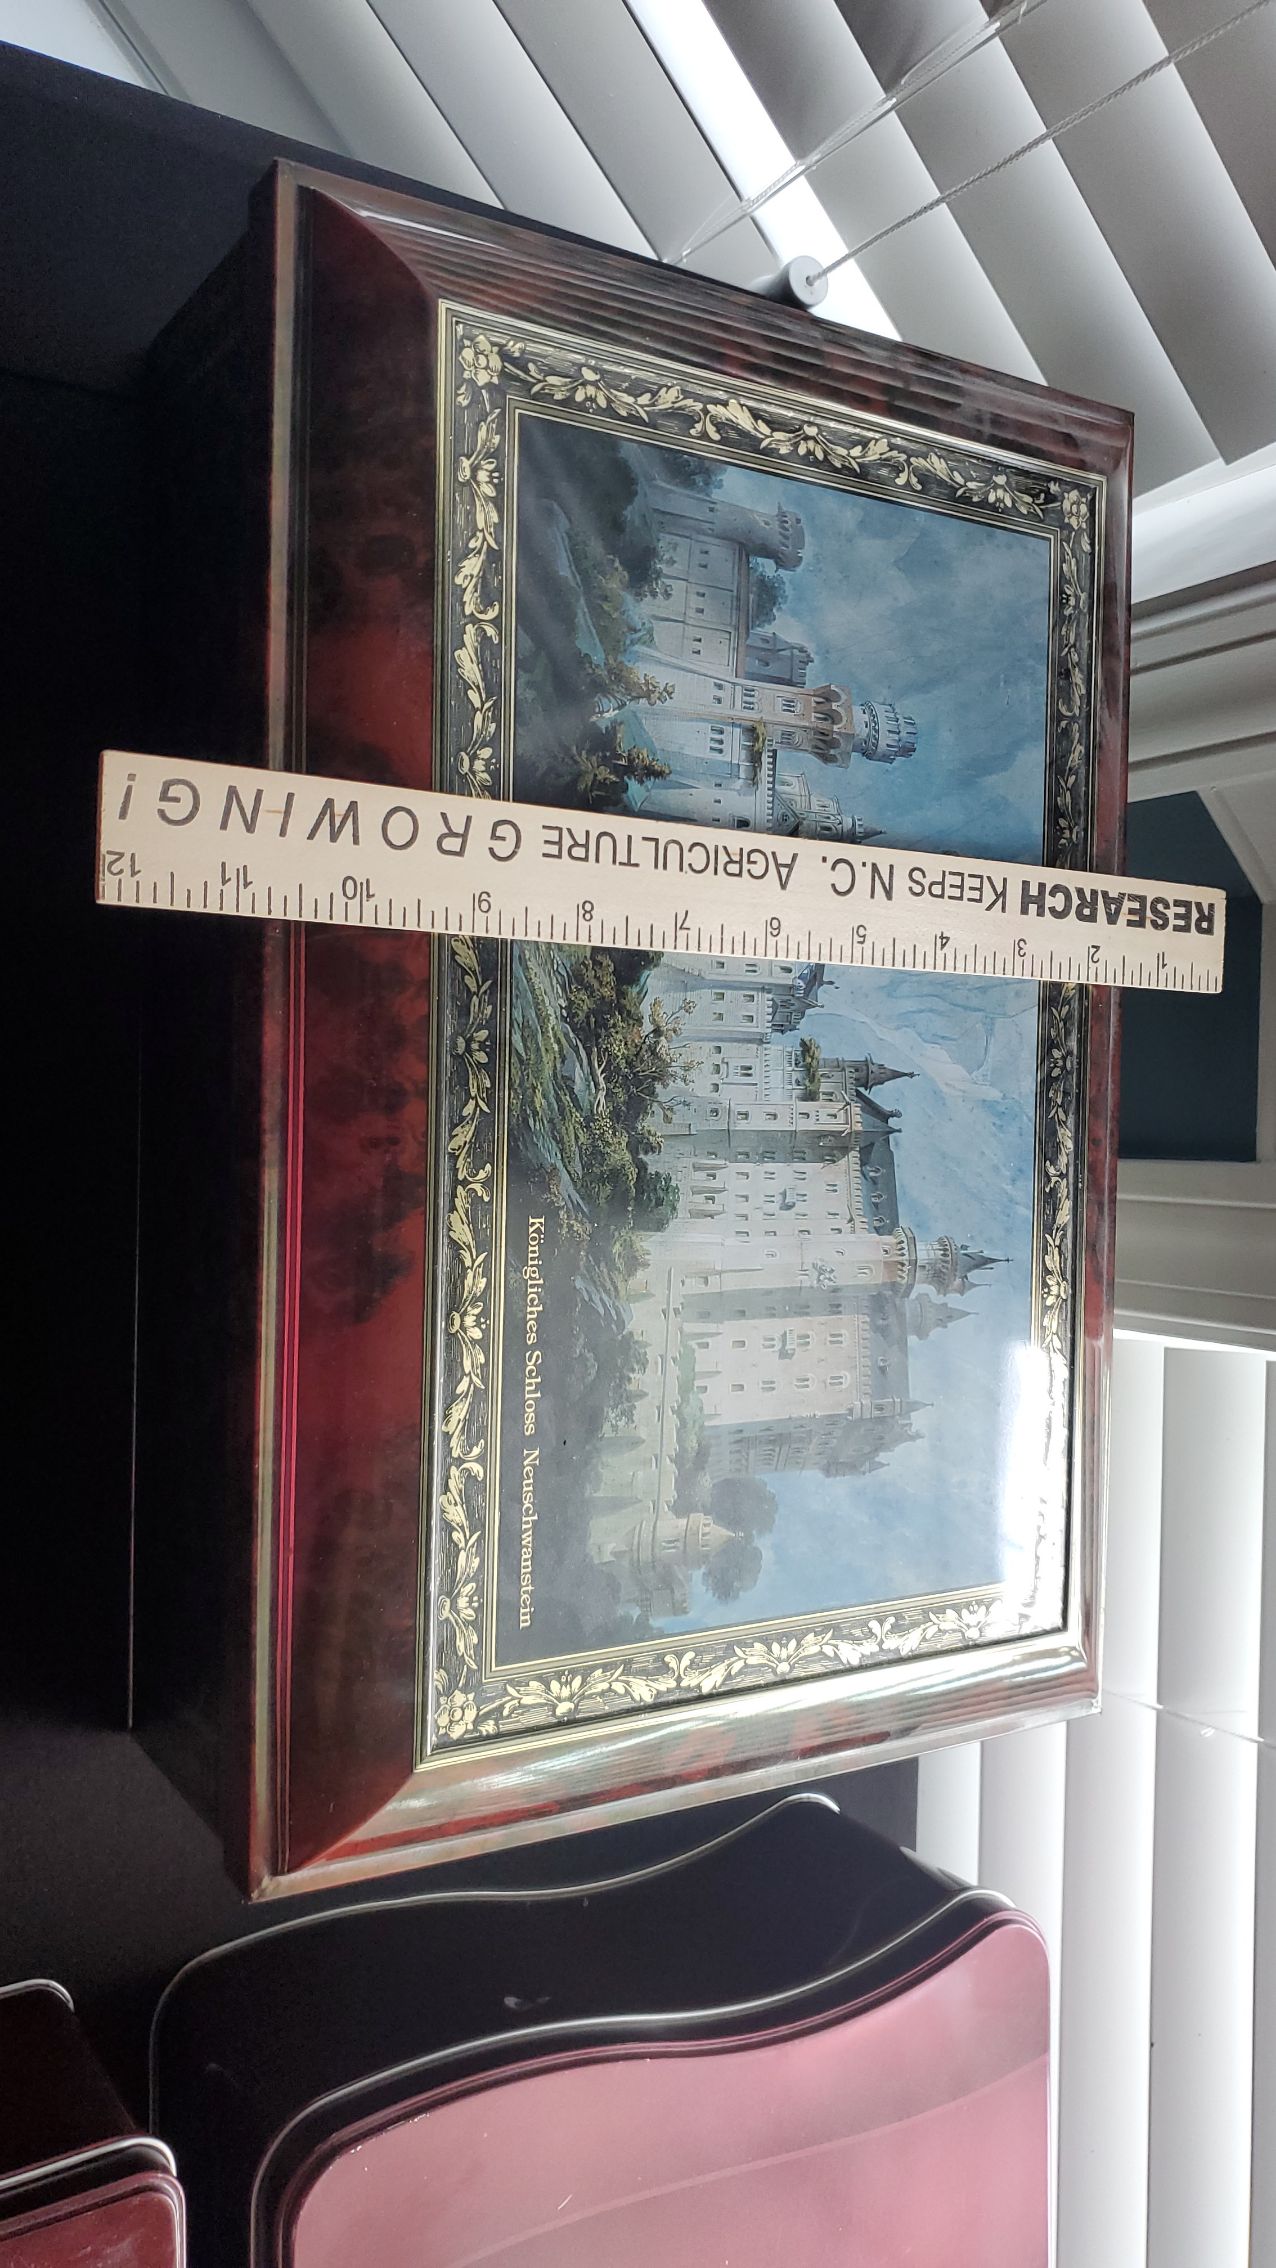 RESEARCH KEEPS N.C. AGRICULTURE GROWING!
1 2 3 4 5 6 7 8 9 10 11 12
Königliches Schloss Neuschwanstein